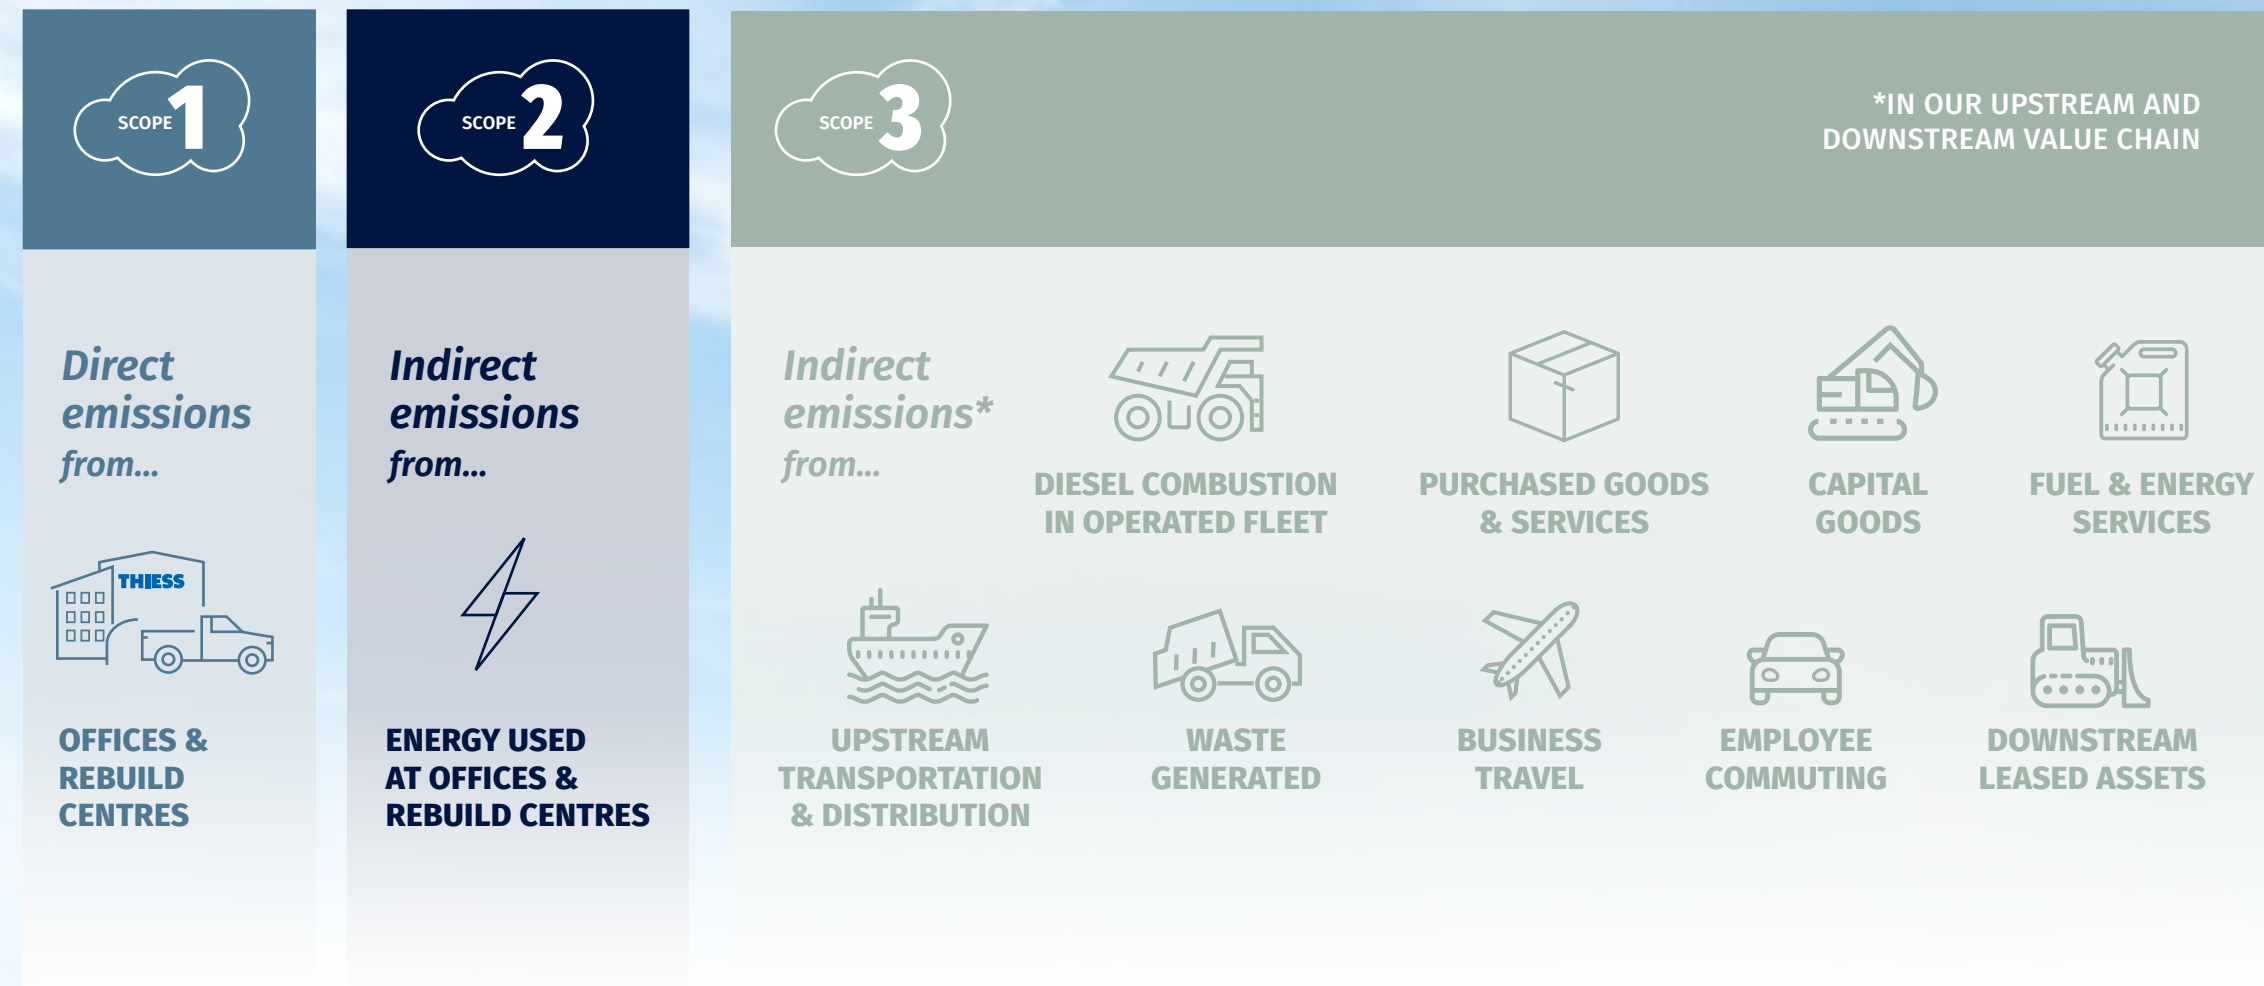 SCOPE 1
Direct
emissions
from...
THIESS
OFFICES &
REBUILD
CENTRES
SCOPE 2
Indirect
emissions
from...
ENERGY USED
AT OFFICES &
REBUILD CENTRES
SCOPE 3
*IN OUR UPSTREAM AND
DOWNSTREAM VALUE CHAIN
Indirect
emissions*
from...
DIESEL COMBUSTION
IN OPERATED FLEET
PURCHASED GOODS
& SERVICES
CAPITAL
GOODS
FUEL & ENERGY
SERVICES
UPSTREAM
TRANSPORTATION
& DISTRIBUTION
WASTE
GENERATED
BUSINESS
TRAVEL
EMPLOYEE
COMMUTING
DOWNSTREAM
LEASED ASSETS